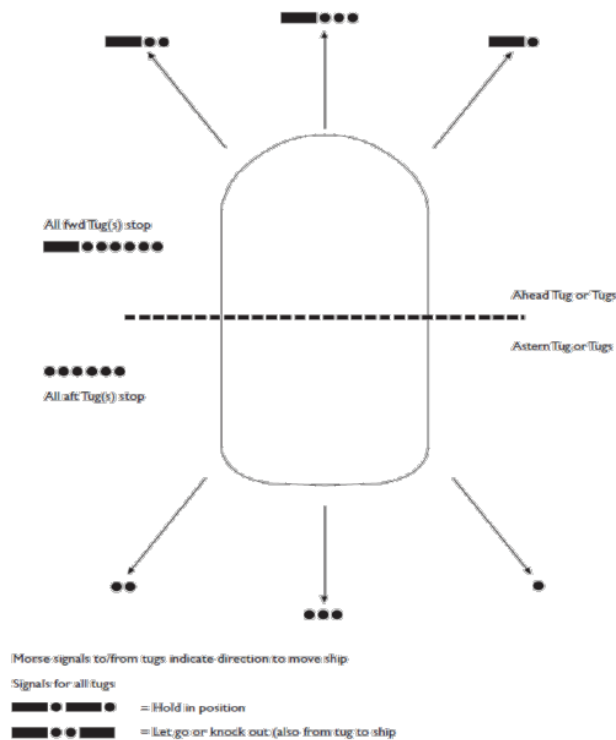 All fwd Tug(s) stop
Ahead Tug or Tugs
Astern Tug or Tugs
All aft Tug(s) stop
Morse signals to/from tugs indicate direction to move ship
Signals for all tugs
= Hold in position
= Let go or knock out (also from tug to ship